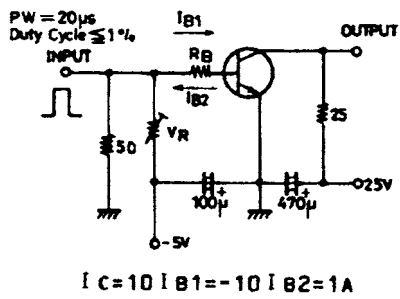 PW=20μs
Duty Cycle≦1%
INPUT
IB1
OUTPUT
RB
IB2
50
VR
25
100μ
+
470μ
+
25V
-5V
IC=10IB1=-10IB2=1A